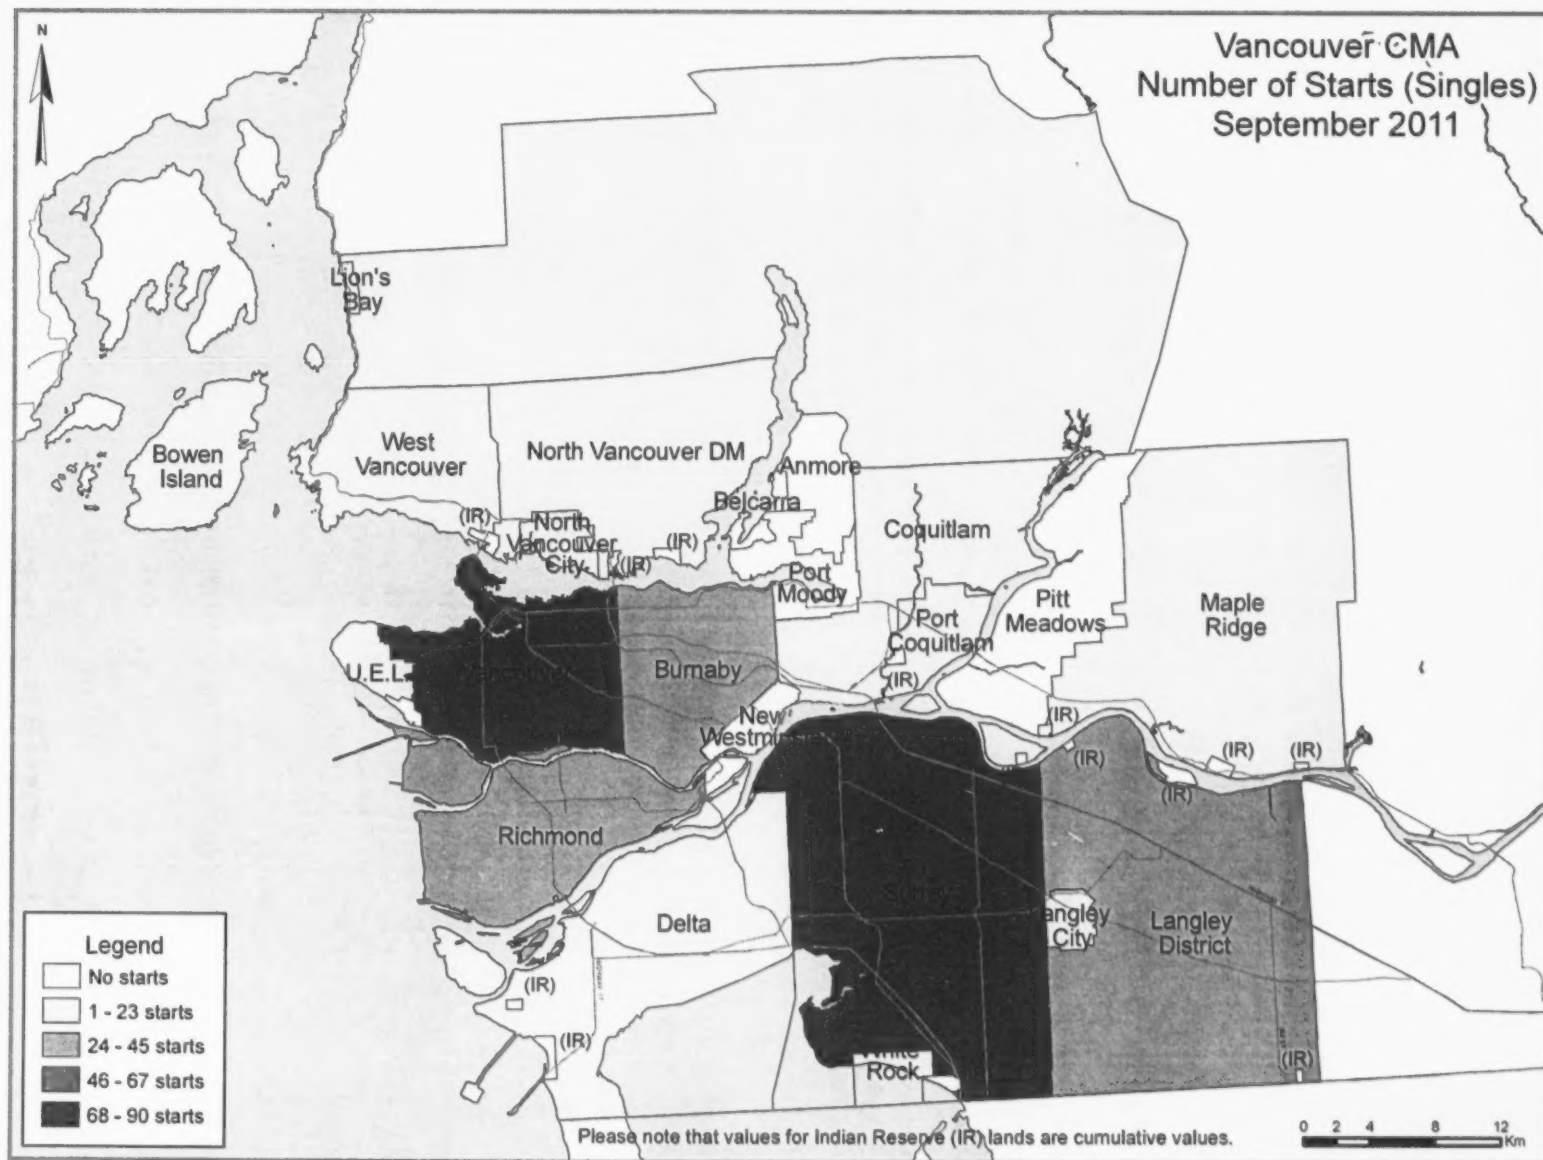 N
Vancouver CMA
Number of Starts (Singles)
September 2011
Lion's
Bay
Bowen
Island
West
Vancouver
North Vancouver DM
Anmore
Belcarra
Coquitlam
(IR)
North
Vancouver
City
(IR)
(IR)
Port
Moody
Port
Coquitlam
Pitt
Meadows
Maple
Ridge
U.E.L.
Vancouver
Burnaby
(IR)
New
Westmin
(IR)
(IR)
(IR)
(IR)
(IR)
Richmond
Surrey
Delta
Langley
City
Langley
District
(IR)
(IR)
(IR)
White
Rock
Legend
No starts
1 - 23 starts
24 - 45 starts
46 - 67 starts
68 - 90 starts
Please note that values for Indian Reserve (IR) lands are cumulative values.
0 2 4 8 12
Km